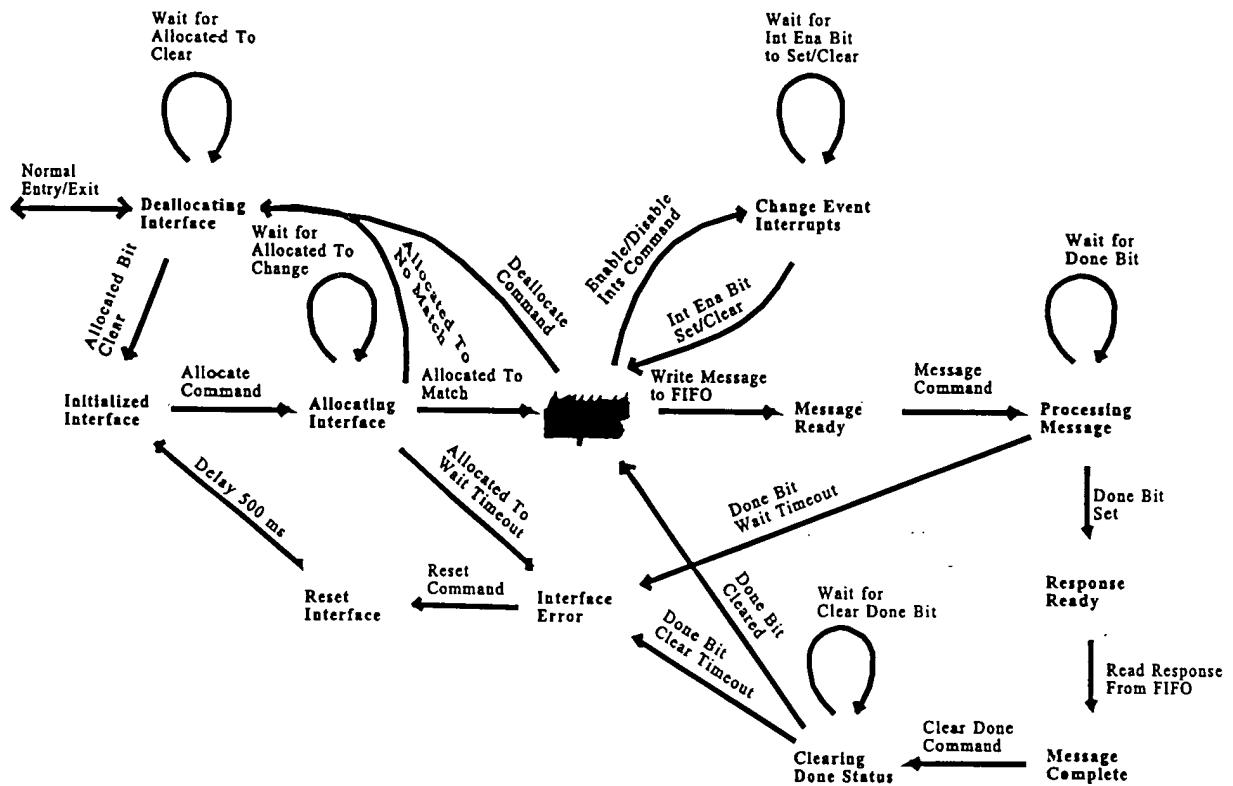 Wait for
Allocated To
Clear
Wait for
Int Ena Bit
to Set/Clear
Normal
Entry/Exit
Deallocating
Interface
Wait for
Allocated To
Change
Allocated To
No Match
Deallocate
Command
Enable/Disable
Ints Command
Change Event
Interrupts
Int Ena Bit
Set/Clear
Wait for
Done Bit
Allocated Bit
Clear
Initialized
Interface
Allocate
Command
Allocating
Interface
Allocated To
Match
Write Message
to FIFO
Message
Ready
Message
Command
Processing
Message
Delay 500 ms
Allocated To
Wait Timeout
Done Bit
Wait Timeout
Done Bit
Set
Reset
Interface
Reset
Command
Interface
Error
Done Bit
Cleared
Done Bit
Clear Timeout
Wait for
Clear Done Bit
Response
Ready
Read Response
From FIFO
Clearing
Done Status
Clear Done
Command
Message
Complete